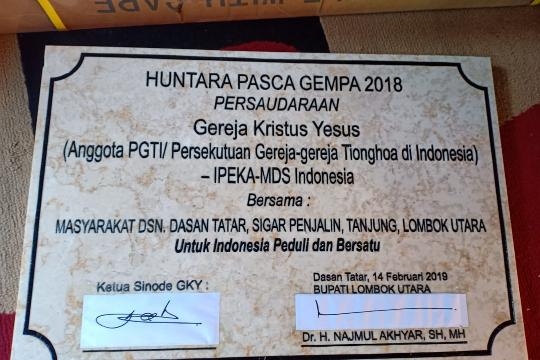 WITH CARE
HUNTARA PASCA GEMPA 2018
PERSAUDARAAN
Gereja Kristus Yesus
(Anggota PGTI/ Persekutuan Gereja-gereja Tionghoa di Indonesia)
– IPEKA-MDS Indonesia
Bersama :
MASYARAKAT DSN. DASAN TATAR, SIGAR PENJALIN, TANJUNG, LOMBOK UTARA
Untuk Indonesia Peduli dan Bersatu
Ketua Sinode GKY :
Dasan Tatar, 14 Februari 2019
BUPATI LOMBOK UTARA
Dr. H. NAJMUL AKHYAR, SH, MH